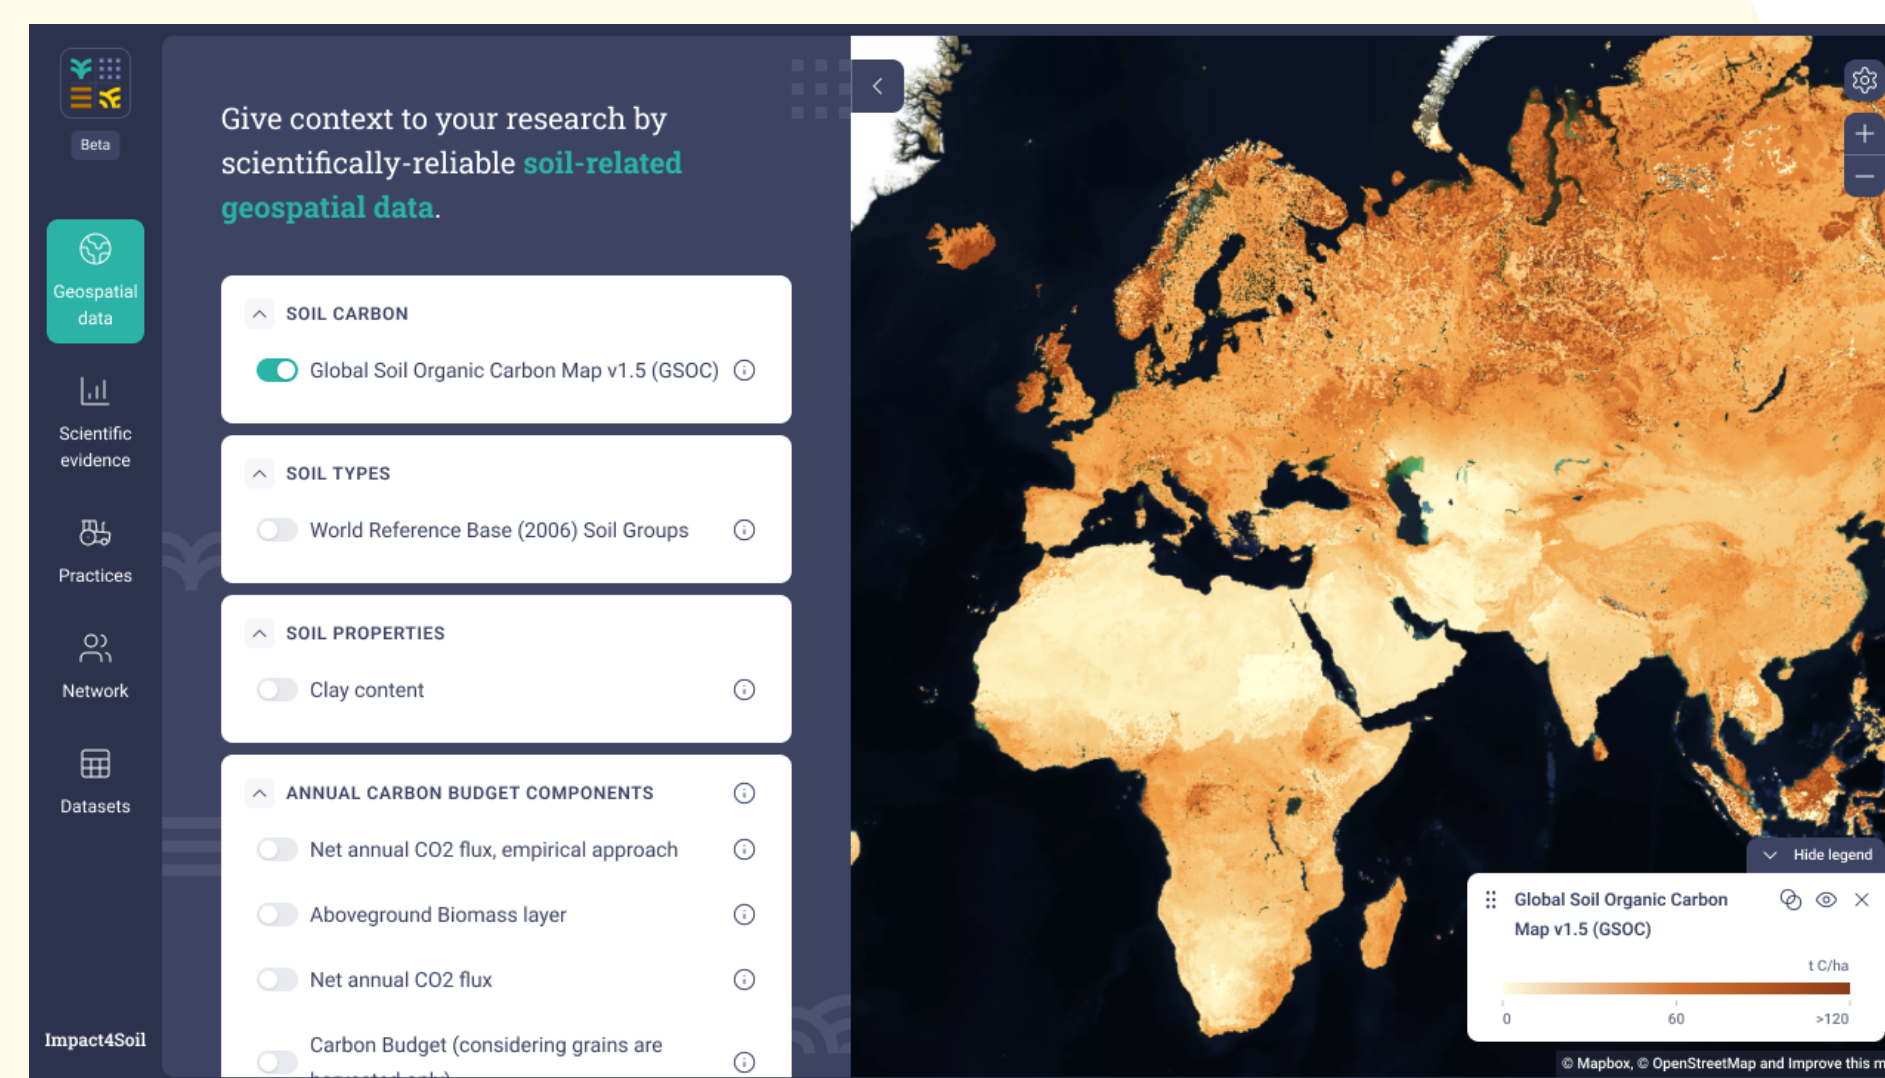 Beta
Geospatial
data
Scientific
evidence
Practices
Network
Datasets
Impact4Soil
Give context to your research by
scientifically-reliable soil-related
geospatial data.
SOIL CARBON
Global Soil Organic Carbon Map v1.5 (GSOC)
SOIL TYPES
World Reference Base (2006) Soil Groups
SOIL PROPERTIES
Clay content
ANNUAL CARBON BUDGET COMPONENTS
Net annual CO2 flux, empirical approach
Aboveground Biomass layer
Net annual CO2 flux
Carbon Budget (considering grains are
Hide legend
Global Soil Organic Carbon
Map v1.5 (GSOC)
t C/ha
0 60 >120
© Mapbox, © OpenStreetMap and Improve this m